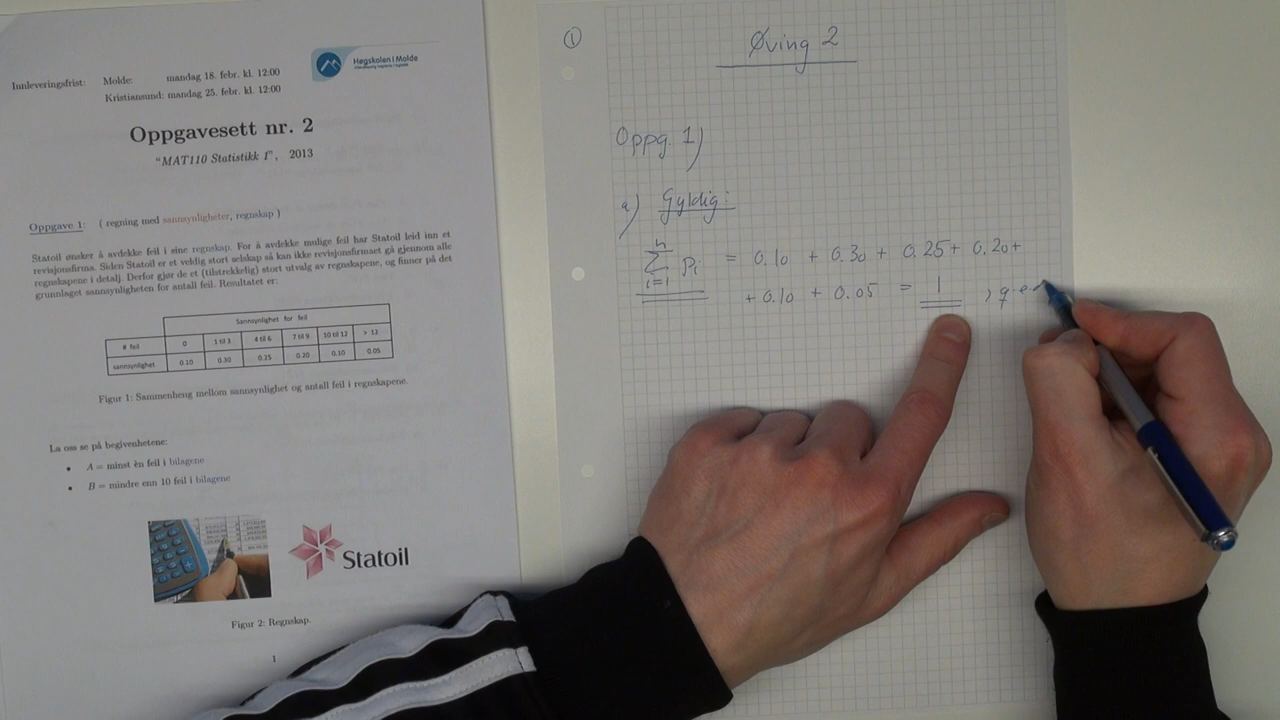 Innleveringsfrist: Molde: mandag 18. febr. kl. 12:00
Kristiansund: mandag 25. febr. kl. 12:00
Høgskolen i Molde
Oppgavesett nr. 2
"MAT110 Statistikk 1", 2013
Oppgave 1: ( regning med sannsynligheter, regnskap )
Statoil ønsker å avdekke feil i sine regnskap. For å avdekke mulige feil har Statoil leid inn et
revisjonsfirma. Siden Statoil er et veldig stort selskap så kan ikke revisjonsfirmaet gå gjennom alle
regnskapene i detalj. Derfor gjør de et (tilstrekkelig) stort utvalg av regnskapene, og finner på det
grunnlaget sannsynligheten for antall feil. Resultatet er:
Sannsynlighet for feil
# feil 0 1 til 3 4 til 6 7 til 9 10 til 12 > 12
sannsynlighet 0.10 0.30 0.25 0.20 0.10 0.05
Figur 1: Sammenheng mellom sannsynlighet og antall feil i regnskapene.
La oss se på begivenhetene:
• A = minst èn feil i bilagene
• B = mindre enn 10 feil i bilagene
Statoil
Figur 2: Regnskap.
1
① Øving 2
Oppg. 1)
a) Gyldig:
n
∑ pᵢ = 0.10 + 0.30 + 0.25 + 0.20 +
i=1
+ 0.10 + 0.05 = 1 ,